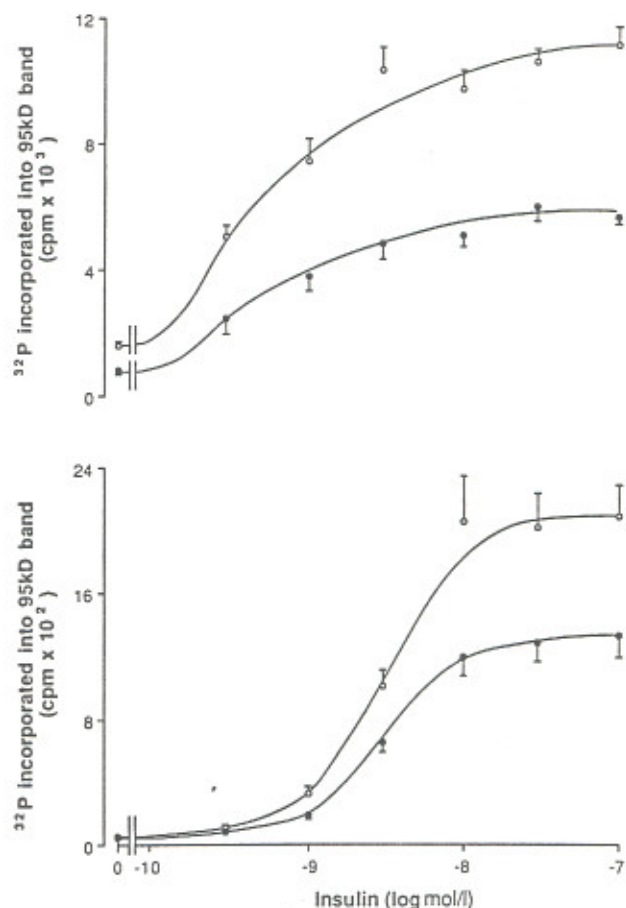 12
8
4
0
³²P incorporated into 95kD band
(cpm x 10³)
24
16
8
0
³²P incorporated into 95kD band
(cpm x 10²)
0 -10 -9 -8 -7
Insulin (log mol/l)